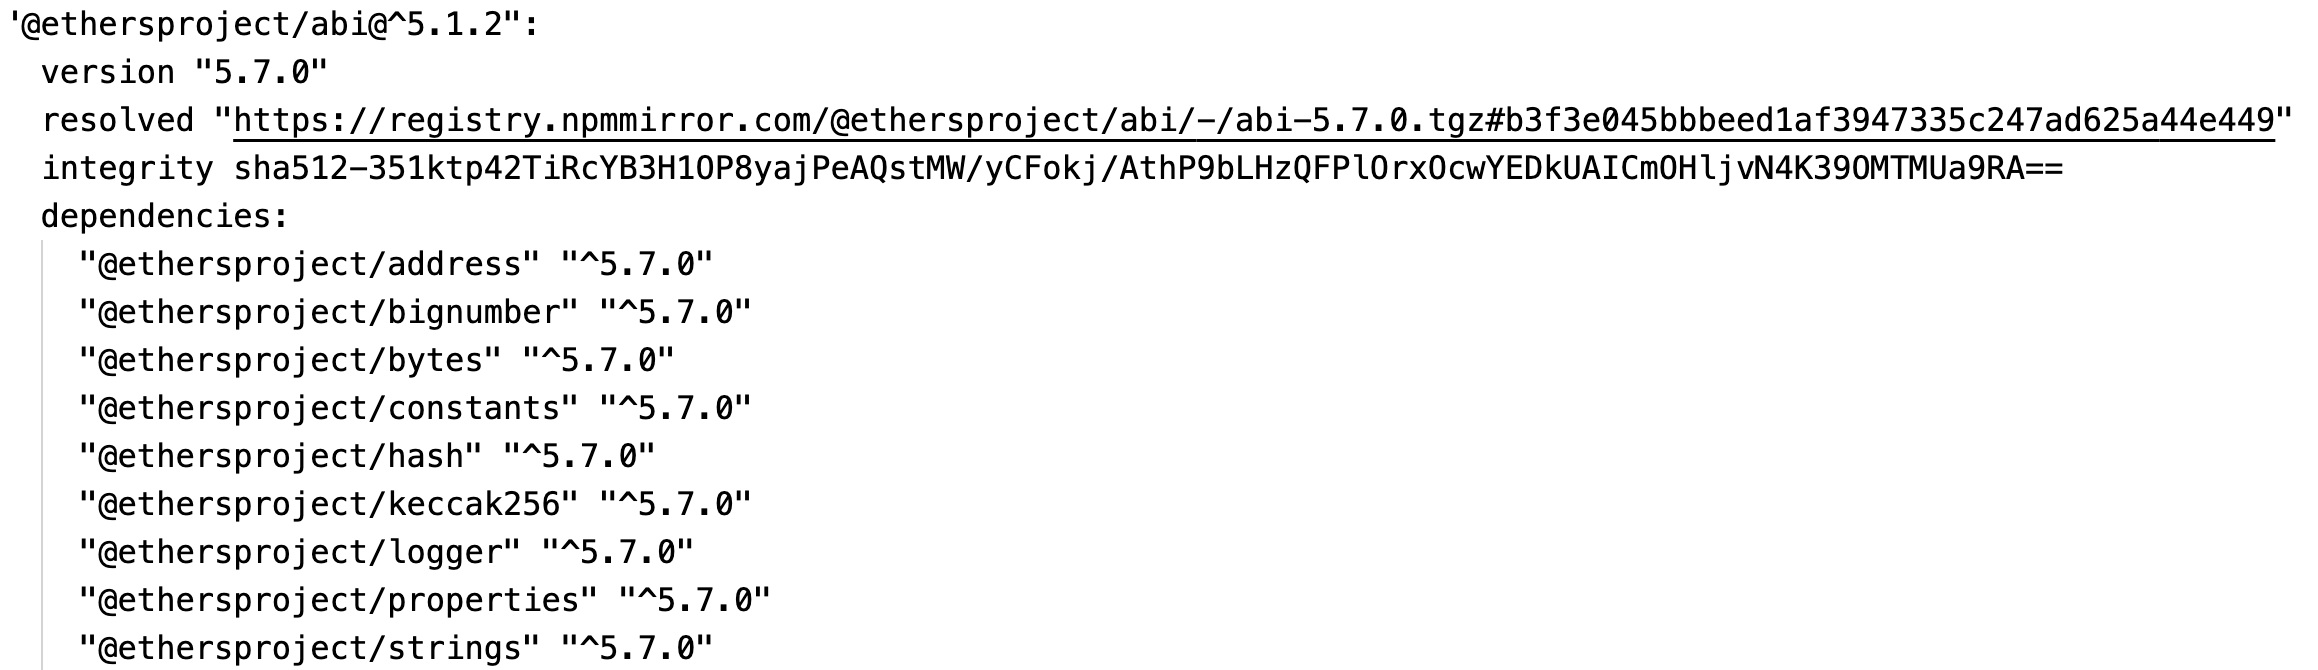 '@ethersproject/abi@^5.1.2":
version "5.7.0"
resolved "https://registry.npmmirror.com/@ethersproject/abi/-/abi-5.7.0.tgz#b3f3e045bbbeed1af3947335c247ad625a44e449"
integrity sha512-351ktp42TiRcYB3H1OP8yajPeAQstMW/yCFokj/AthP9bLHzQFPlOrxOcwYEDkUAICmOHljvN4K39OMTMUa9RA==
dependencies:
"@ethersproject/address" "^5.7.0"
"@ethersproject/bignumber" "^5.7.0"
"@ethersproject/bytes" "^5.7.0"
"@ethersproject/constants" "^5.7.0"
"@ethersproject/hash" "^5.7.0"
"@ethersproject/keccak256" "^5.7.0"
"@ethersproject/logger" "^5.7.0"
"@ethersproject/properties" "^5.7.0"
"@ethersproject/strings" "^5.7.0"